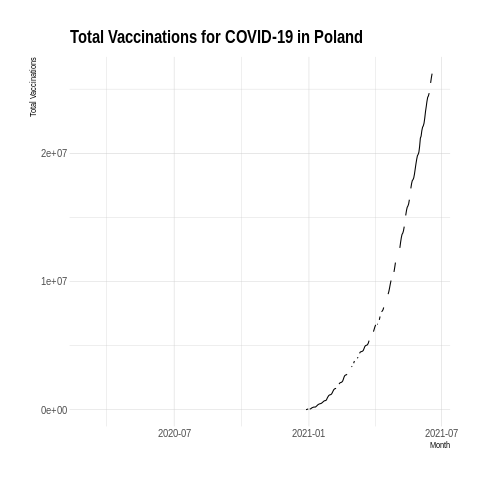 Total Vaccinations for COVID-19 in Poland
Total Vaccinations
2e+07
1e+07
0e+00
2020-07
2021-01
2021-07
Month